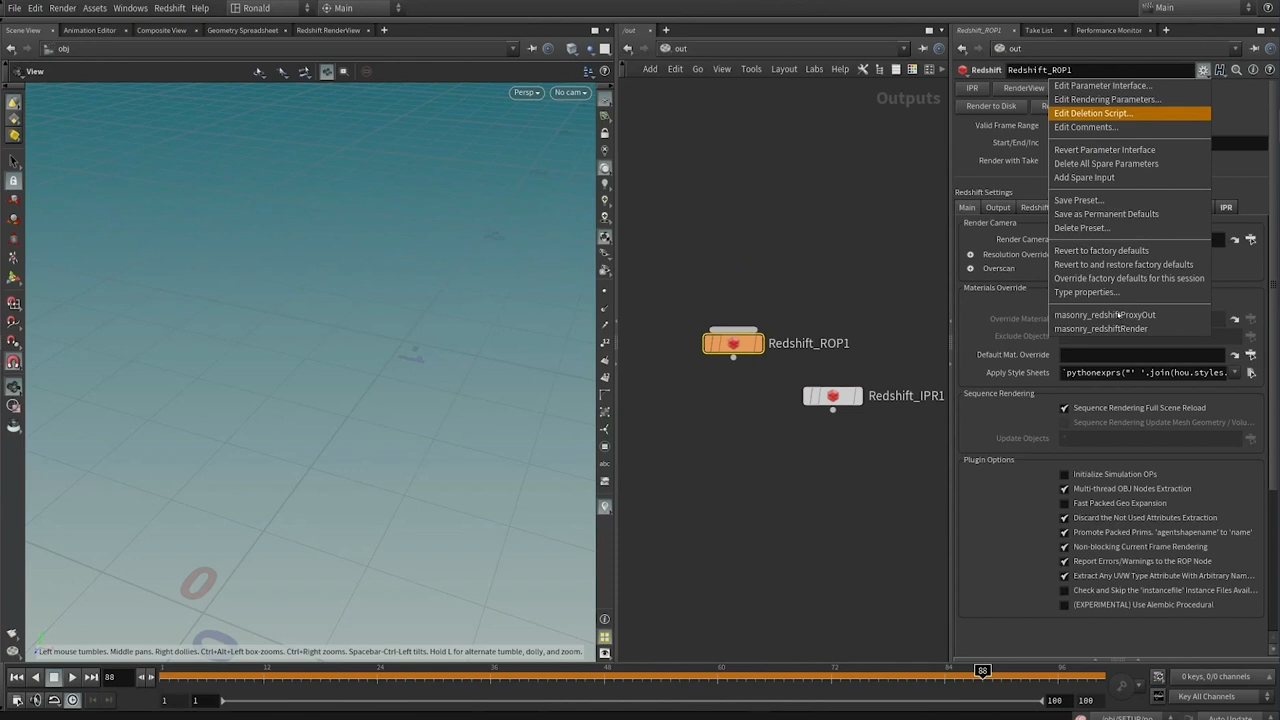 File Edit Render Assets Windows Redshift Help Ronald Main Main
Scene View Animation Editor Composite View Geometry Spreadsheet Redshift RenderView
/out
Redshift_ROP1 Take List Performance Monitor
obj
out
out
View
Add Edit Go View Tools Layout Labs Help
Redshift Redshift_ROP1
Persp No cam
Outputs
IPR RenderView
Render to Disk
Valid Frame Range
Start/End/Inc
Render with Take
Edit Parameter Interface...
Edit Rendering Parameters...
Edit Deletion Script...
Edit Comments...
Revert Parameter Interface
Delete All Spare Parameters
Add Spare Input
Save Preset...
Save as Permanent Defaults
Delete Preset...
Revert to factory defaults
Revert to and restore factory defaults
Override factory defaults for this session
Type properties...
masonry_redshiftProxyOut
masonry_redshiftRender
Redshift Settings
Main Output Redshift IPR
Render Camera
Render Camera
Resolution Override
Overscan
Materials Override
Override Material
Exclude Objects
Default Mat. Override
Apply Style Sheets `pythonexprs("' '.join(hou.styles.
Sequence Rendering
Sequence Rendering Full Scene Reload
Sequence Rendering Update Mesh Geometry / Volu...
Update Objects
Plugin Options
Initialize Simulation OPs
Multi-thread OBJ Nodes Extraction
Fast Packed Geo Expansion
Discard the Not Used Attributes Extraction
Promote Packed Prims. 'agentshapename' to 'name'
Non-blocking Current Frame Rendering
Report Errors/Warnings to the ROP Node
Extract Any UVW Type Attribute With Arbitrary Nam...
Check and Skip the 'instancefile' Instance Files Avail...
(EXPERIMENTAL) Use Alembic Procedural
Redshift_ROP1
Redshift_IPR1
abc
0
Left mouse tumbles. Middle pans. Right dollies. Ctrl+Alt+Left box-zooms. Ctrl+Right zooms. Spacebar-Ctrl-Left tilts. Hold L for alternate tumble, dolly, and zoom.
88
1 12 24 36 48 60 72 84 88 96
0 keys, 0/0 channels
1 1 100 100
Key All Channels
Auto Update